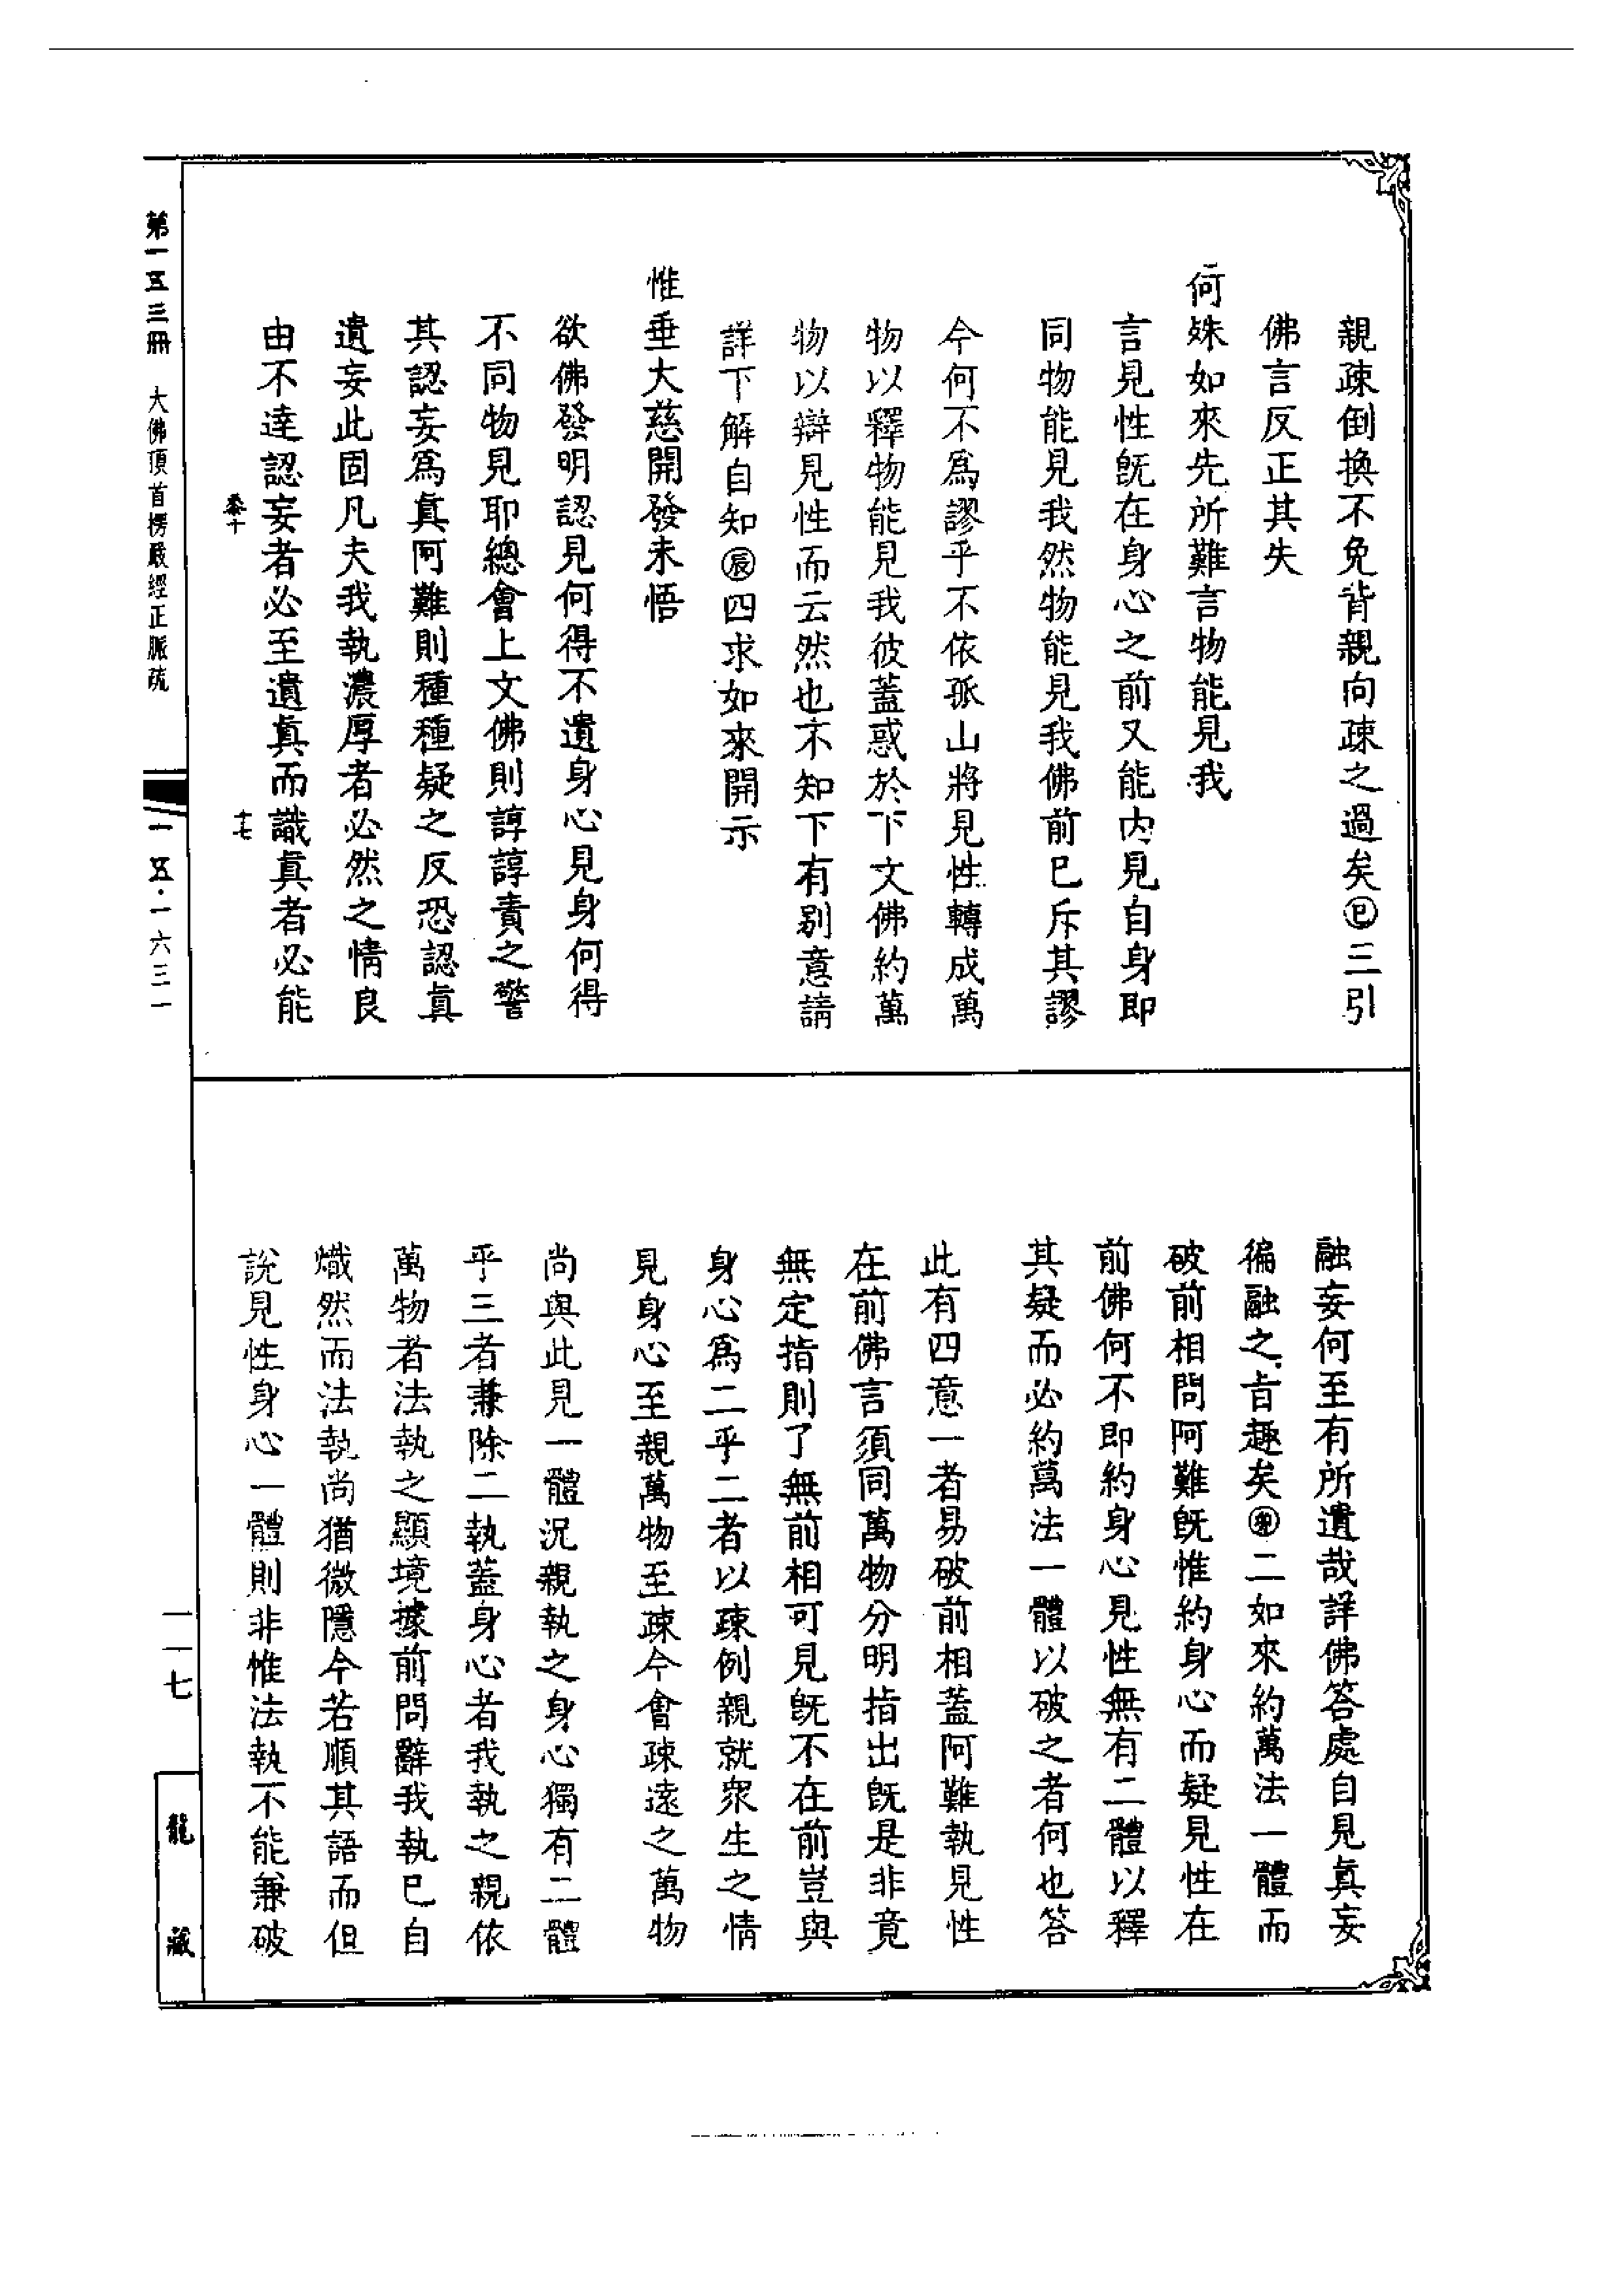 親疎倒換不免背親向疎之過矣㊁三引
佛言反正其失
何殊如來先所難言物能見我
言見性旣在身心之前又能内見自身即
同物能見我然物能見我佛前已斥其謬
今何不爲謬乎不依孤山將見性轉成萬
物以釋物能見我彼蓋惑於下文佛約萬
物以辯見性而云然也不知下有别意請
詳下解自知辰四求如來開示
惟垂大慈開發未悟
欲佛發明認見何得不遺身心見身何得
不同物見耶總會上文佛則諄諄責之警
其認妄爲眞阿難則種種疑之反恐認眞
遺妄此固凡夫我執濃厚者必然之情良
由不達認妄者必至遺眞而識眞者必能
卷十
十七
融妄何至有所遺哉詳佛答處自見眞妄
徧融之旨趣矣二如來約萬法一體而
破前相問阿難旣惟約身心而疑見性在
前佛何不即約身心見性無有二體以釋
其疑而必約萬法一體以破之者何也答
此有四意一者易破前相蓋阿難執見性
在前佛言須同萬物分明指出旣是非竟
無定指則了無前相可見旣不在前豈與
身心爲二乎二者以疎例親就衆生之情
見身心至親萬物至疎今會疎遠之萬物
尚與此見一體況親執之身心獨有二體
乎三者兼除二執蓋身心者我執之親依
萬物者法執之顯境據前問辭我執已自
熾然而法執尚猶微隱今若順其語而但
說見性身心一體則非惟法執不能兼破
第一五三冊　大佛頂首楞嚴經正脈疏
一五·一六三一
一一七
龍藏